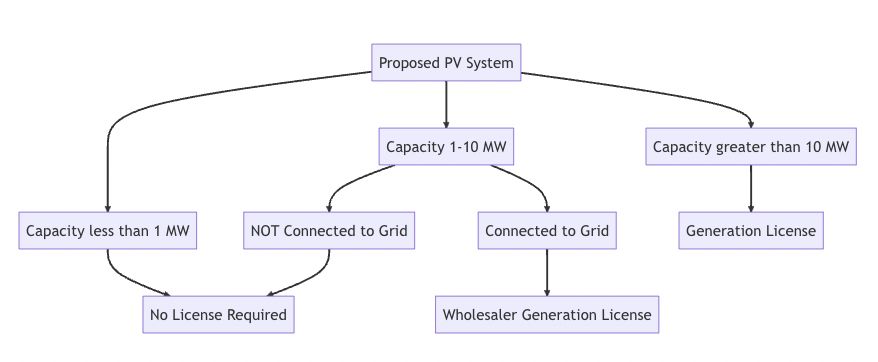 Proposed PV System
Capacity 1-10 MW
Capacity greater than 10 MW
Capacity less than 1 MW
NOT Connected to Grid
Connected to Grid
Generation License
No License Required
Wholesaler Generation License